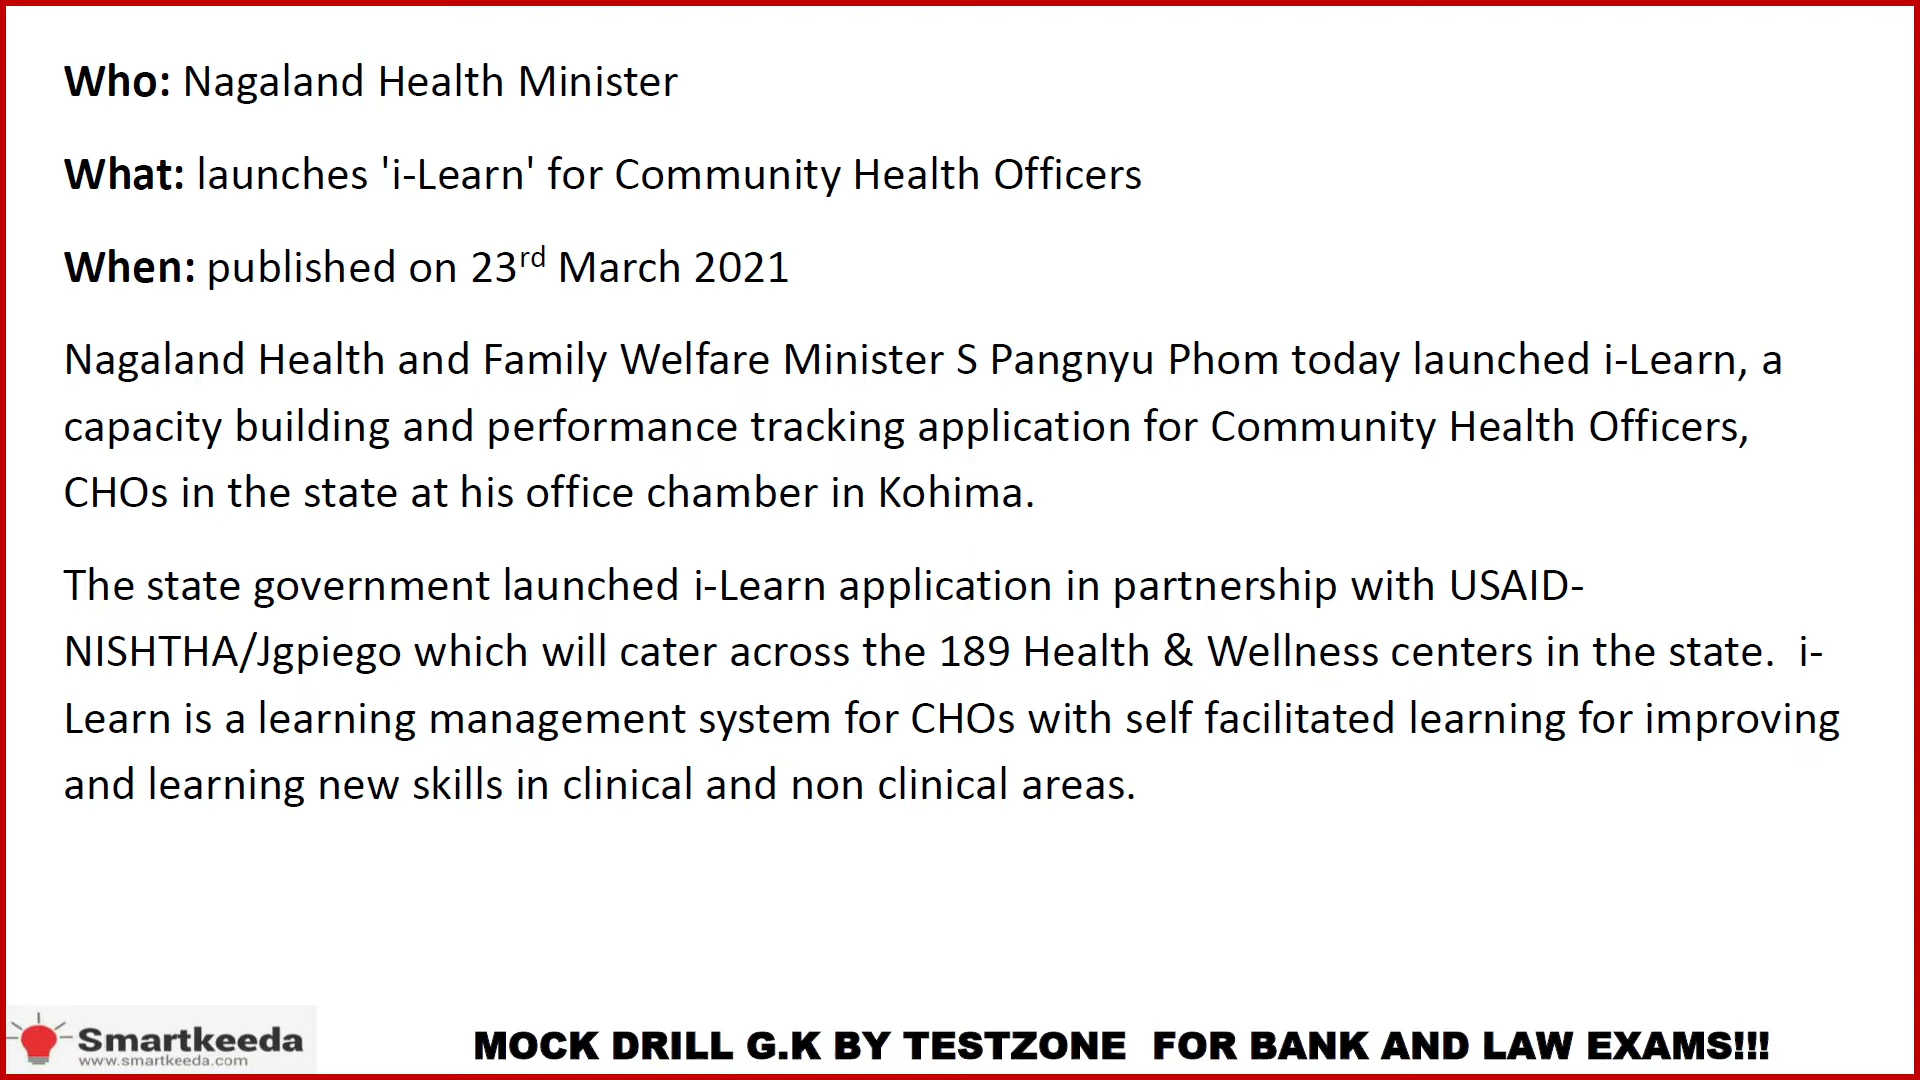 Who: Nagaland Health Minister
What: launches 'i-Learn' for Community Health Officers
When: published on 23rd March 2021
Nagaland Health and Family Welfare Minister S Pangnyu Phom today launched i-Learn, a
capacity building and performance tracking application for Community Health Officers,
CHOs in the state at his office chamber in Kohima.
The state government launched i-Learn application in partnership with USAID-
NISHTHA/Jgpiego which will cater across the 189 Health & Wellness centers in the state.  i-
Learn is a learning management system for CHOs with self facilitated learning for improving
and learning new skills in clinical and non clinical areas.
Smartkeeda
www.smartkeeda.com
MOCK DRILL G.K BY TESTZONE  FOR BANK AND LAW EXAMS!!!